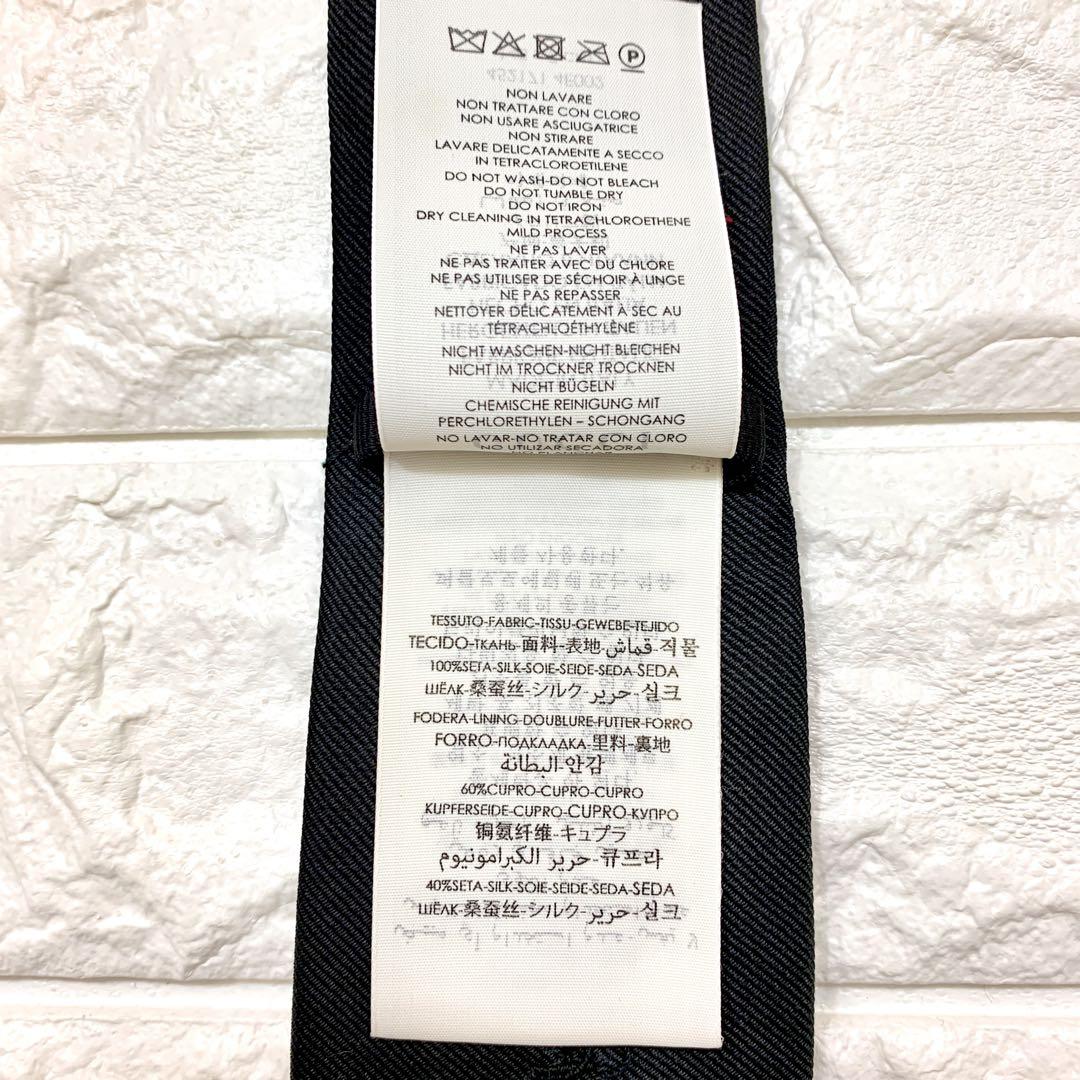 P
NON LAVARE
NON TRATTARE CON CLORO
NON USARE ASCIUGATRICE
NON STIRARE
LAVARE DELICATAMENTE A SECCO
IN TETRACLOROETILENE
DO NOT WASH-DO NOT BLEACH
DO NOT TUMBLE DRY
DO NOT IRON
DRY CLEANING IN TETRACHLOROETHENE
MILD PROCESS
NE PAS LAVER
NE PAS TRAITER AVEC DU CHLORE
NE PAS UTILISER DE SÉCHOIR À LINGE
NE PAS REPASSER
NETTOYER DÉLICATEMENT À SEC AU
TÉTRACHLOÉTHYLÈNE
NICHT WASCHEN-NICHT BLEICHEN
NICHT IM TROCKNER TROCKNEN
NICHT BÜGELN
CHEMISCHE REINIGUNG MIT
PERCHLORETHYLEN – SCHONGANG
NO LAVAR-NO TRATAR CON CLORO
NO UTILIZAR SECADORA
TESSUTO-FABRIC-TISSU-GEWEBE-TEJIDO
TECIDO-ТКАНЬ-面料-表地-قماش-직물
100%SETA-SILK-SOIE-SEIDE-SEDA-SEDA
ШЁЛК-桑蚕丝-シルク-حرير-실크
FODERA-LINING-DOUBLURE-FUTTER-FORRO
FORRO-ПОДКЛАДКА-里料-裏地
البطانة-안감
60%CUPRO-CUPRO-CUPRO
KUPFERSEIDE-CUPRO-CUPRO-КУПРО
铜氨纤维-キュプラ
حرير الكبرامونيوم-큐프라
40%SETA-SILK-SOIE-SEIDE-SEDA-SEDA
ШЁЛК-桑蚕丝-シルク-حرير-실크